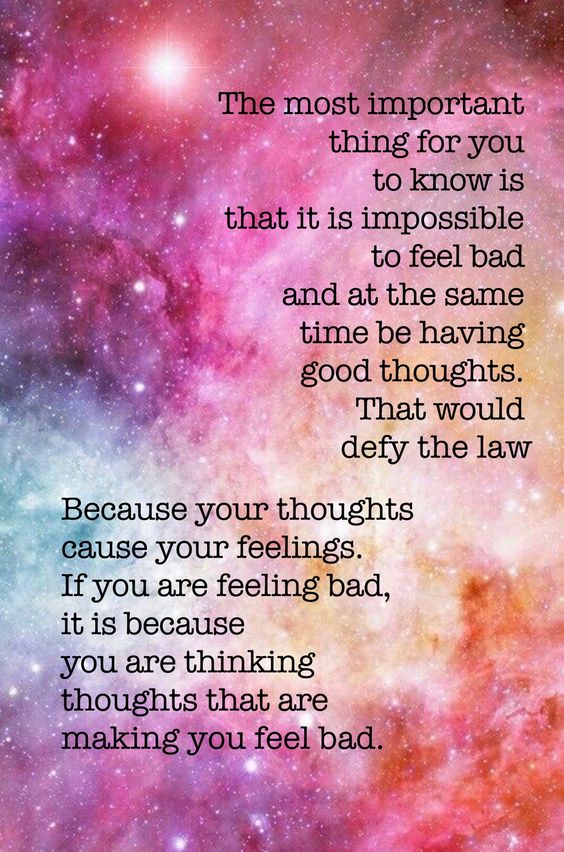 The most important
thing for you
to know is
that it is impossible
to feel bad
and at the same
time be having
good thoughts.
That would
defy the law
Because your thoughts
cause your feelings.
If you are feeling bad,
it is because
you are thinking
thoughts that are
making you feel bad.